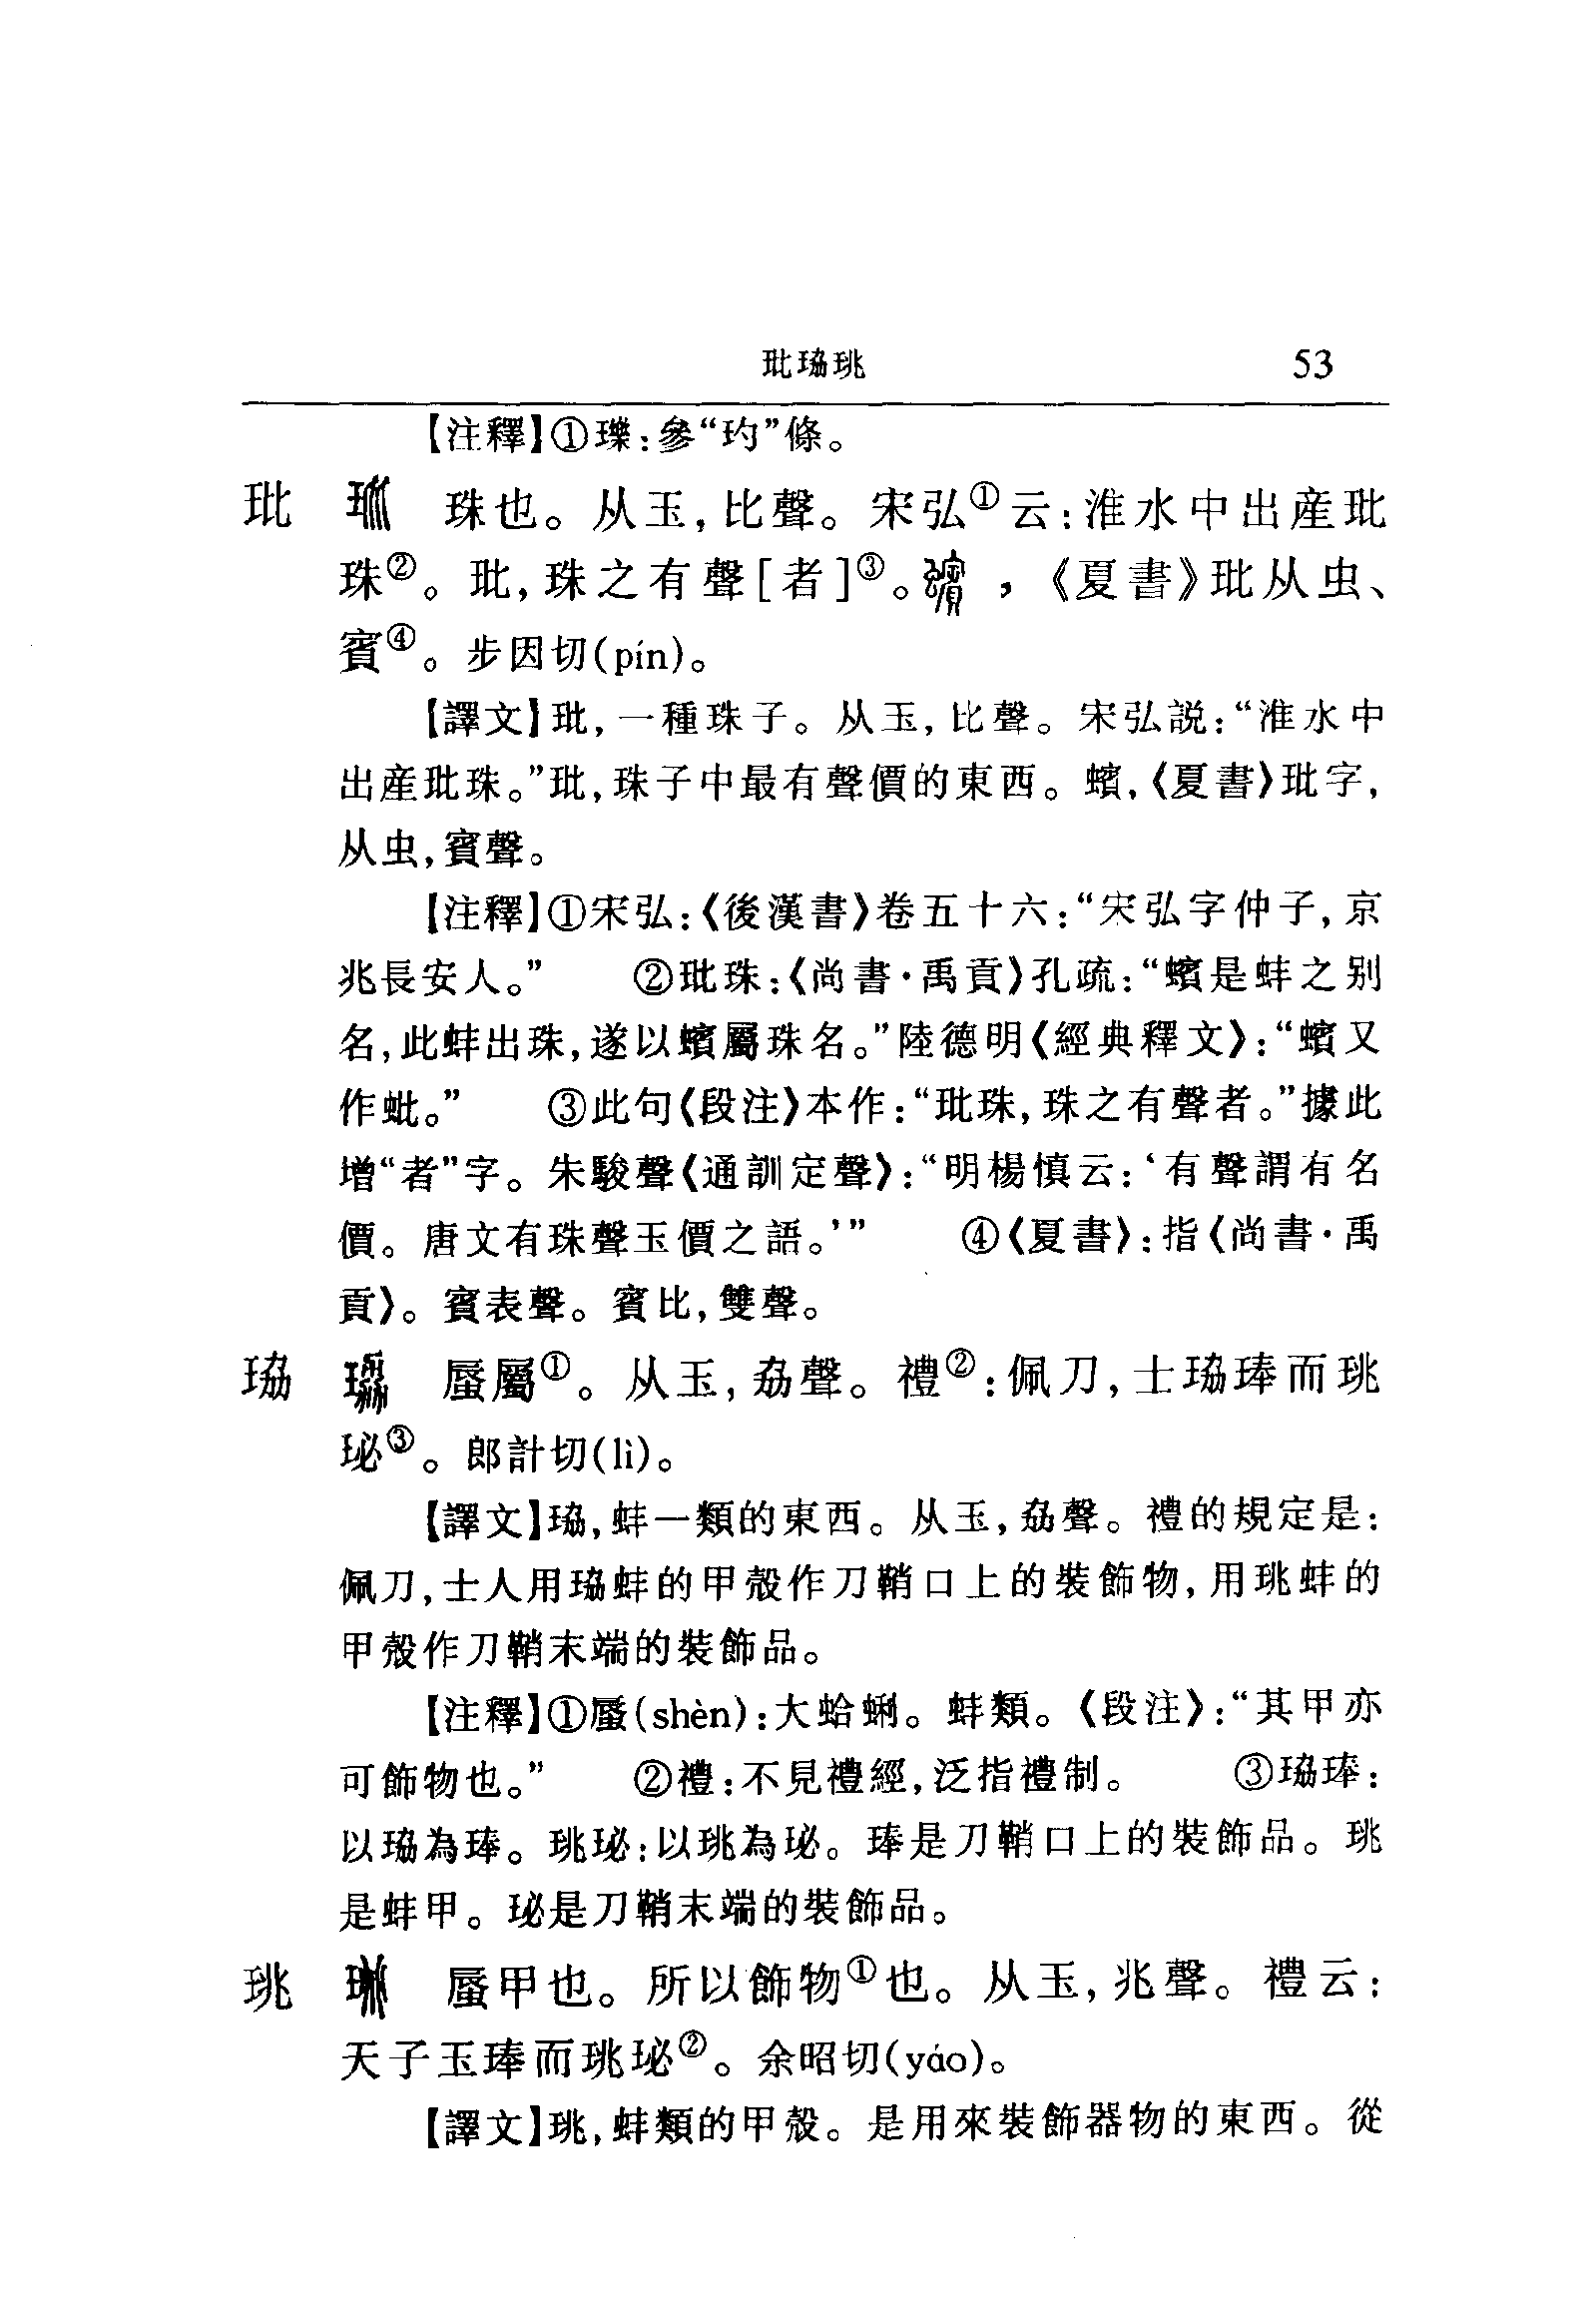 玭珕珧 53
【注釋】①瓅：參“玓”條。
玭 珠也。从玉，比聲。宋弘①云：淮水中出産玭
珠②。玭，珠之有聲[者]③。，《夏書》玭从虫、
賓④。步因切(pín)。
【譯文】玭，一種珠子。从玉，比聲。宋弘説：“淮水中
出産玭珠。”玭，珠子中最有聲價的東西。蠙，《夏書》玭字，
从虫，賓聲。
【注釋】①宋弘：《後漢書》卷五十六：“宋弘字仲子，京
兆長安人。” ②玭珠：《尚書·禹貢》孔疏：“蠙是蚌之别
名，此蚌出珠，遂以蠙屬珠名。”陸德明《經典釋文》：“蠙又
作蚍。” ③此句《段注》本作：“玭珠，珠之有聲者。”據此
增“者”字。朱駿聲《通訓定聲》：“明楊慎云：‘有聲謂有名
價。唐文有珠聲玉價之語。’” ④《夏書》：指《尚書·禹
貢》。賓表聲。賓比，雙聲。
珕 蜃屬①。从玉，劦聲。禮②：佩刀，士珕琫而珧
珌③。郎計切(lì)。
【譯文】珕，蚌一類的東西。从玉，劦聲。禮的規定是：
佩刀，士人用珕蚌的甲殼作刀鞘口上的裝飾物，用珧蚌的
甲殼作刀鞘末端的裝飾品。
【注釋】①蜃(shèn)：大蛤蜊。蚌類。《段注》：“其甲亦
可飾物也。” ②禮：不見禮經，泛指禮制。 ③珕琫：
以珕為琫。珧珌：以珧為珌。琫是刀鞘口上的裝飾品。珧
是蚌甲。珌是刀鞘末端的裝飾品。
珧 蜃甲也。所以飾物①也。从玉，兆聲。禮云：
天子玉琫而珧珌②。余昭切(yáo)。
【譯文】珧，蚌類的甲殼。是用來裝飾器物的東西。從